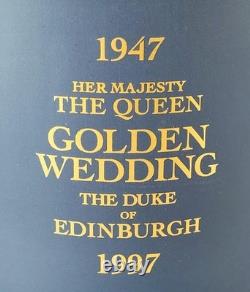 1947
HER MAJESTY
THE QUEEN
GOLDEN
WEDDING
THE DUKE
OF
EDINBURGH
1997